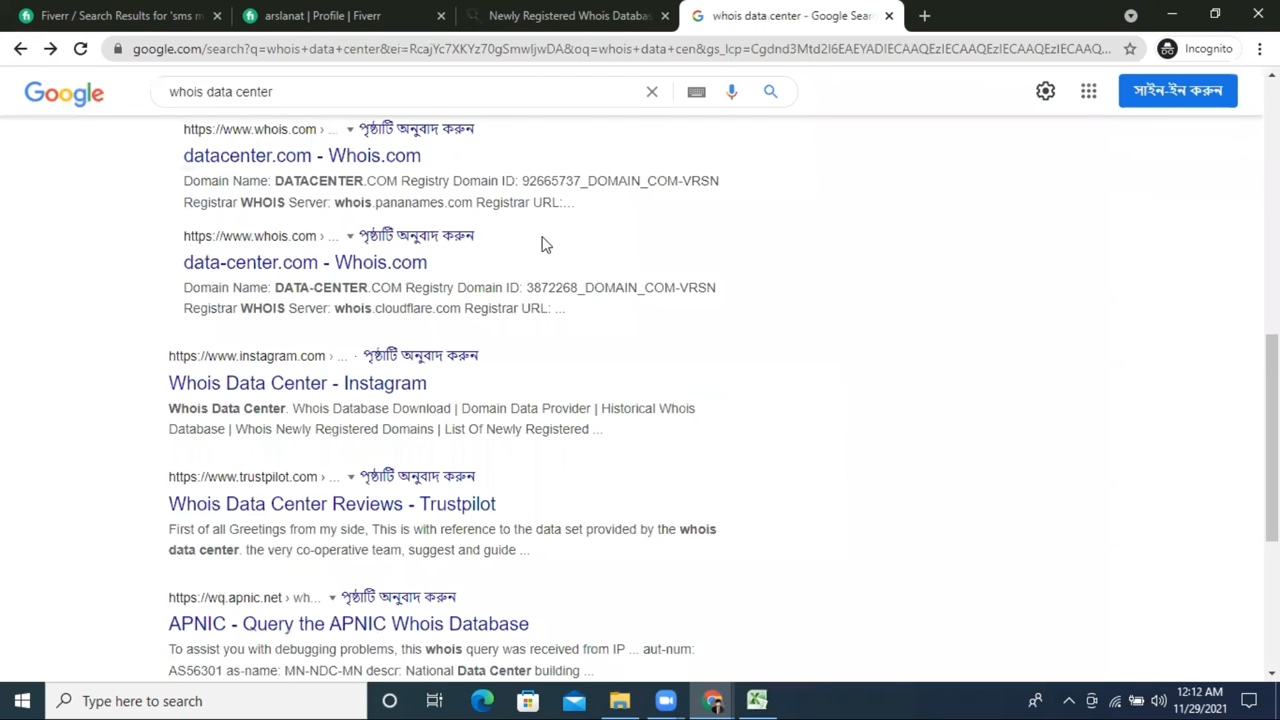 Fiverr / Search Results for 'sms m
arslanat | Profile | Fiverr
Newly Registered Whois Databa
whois data center - Google Sear
google.com/search?q=whois+data+center&ei=RcajYc7XKYz70gSmwIjwDA&oq=whois+data+cen&gs_lcp=Cgdnd3Mtd2l6EAEYADIECAAQEzIECAAQEzIECAAQEzIECAAQ...
Incognito
Google
whois data center
সাইন-ইন করুন
https://www.whois.com › ... পৃষ্ঠাটি অনুবাদ করুন
datacenter.com - Whois.com
Domain Name: DATACENTER.COM Registry Domain ID: 92665737_DOMAIN_COM-VRSN
Registrar WHOIS Server: whois.pananames.com Registrar URL:...
https://www.whois.com › ... পৃষ্ঠাটি অনুবাদ করুন
data-center.com - Whois.com
Domain Name: DATA-CENTER.COM Registry Domain ID: 3872268_DOMAIN_COM-VRSN
Registrar WHOIS Server: whois.cloudflare.com Registrar URL: ...
https://www.instagram.com › ... · পৃষ্ঠাটি অনুবাদ করুন
Whois Data Center - Instagram
Whois Data Center. Whois Database Download | Domain Data Provider | Historical Whois
Database | Whois Newly Registered Domains | List Of Newly Registered ...
https://www.trustpilot.com › ... পৃষ্ঠাটি অনুবাদ করুন
Whois Data Center Reviews - Trustpilot
First of all Greetings from my side, This is with reference to the data set provided by the whois
data center. the very co-operative team, suggest and guide ...
https://wq.apnic.net › wh... পৃষ্ঠাটি অনুবাদ করুন
APNIC - Query the APNIC Whois Database
To assist you with debugging problems, this whois query was received from IP ... aut-num:
AS56301 as-name: MN-NDC-MN descr: National Data Center building ...
Type here to search
12:12 AM
11/29/2021